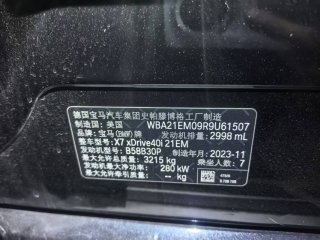 德国宝马汽车集团史帕滕博格工厂制造
制造国：美国 WBA21EM09R9U61507
品牌：宝马(BMW)牌 发动机排量：2998 mL
型号：X7 xDrive40i 21EM
发动机型号：B58B30P
最大允许总质量：3215 kg 制造年月：2023-11
发动机最大净功率：280 kW 乘坐人数：7
最大允许牵引质量：-- kg